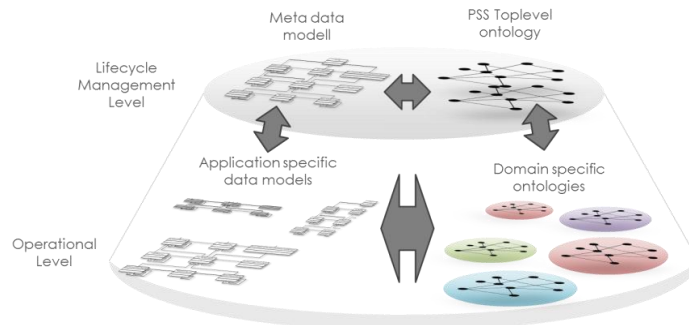 Meta data
modell
PSS Toplevel
ontology
Lifecycle
Management
Level
Application specific
data models
Domain specific
ontologies
Operational
Level